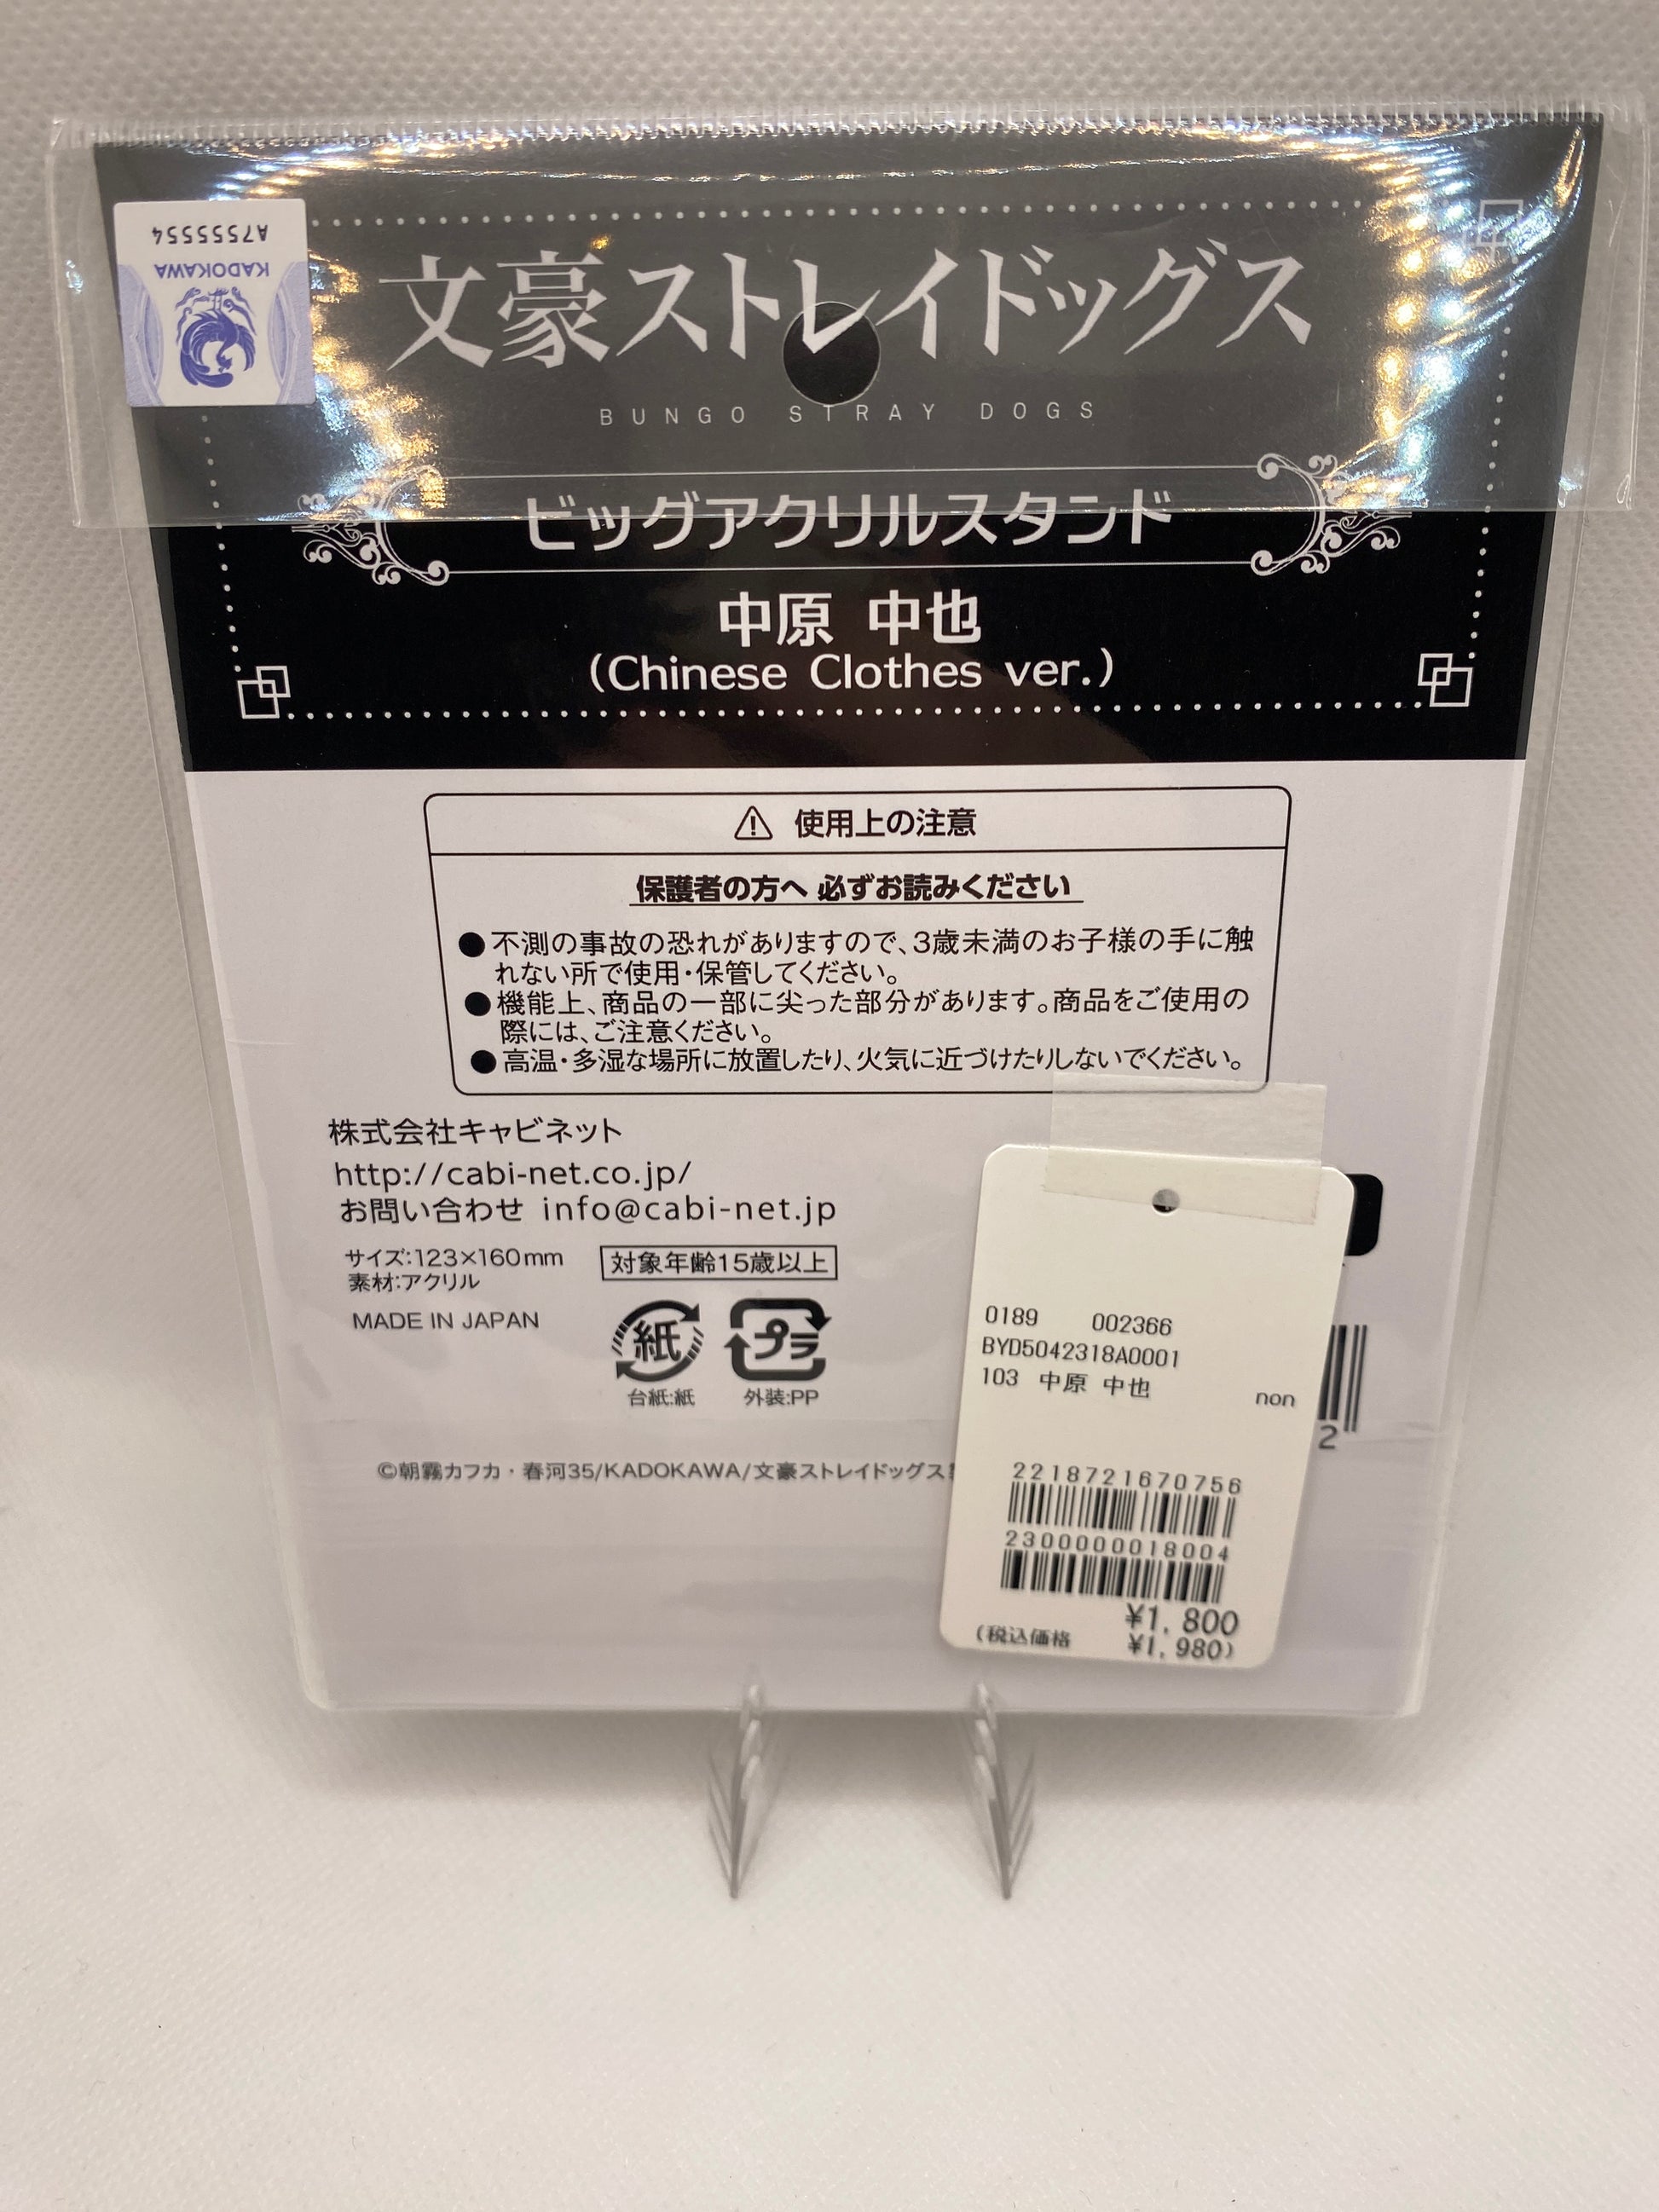 A7555554
KADOKAWA
文豪ストレイドッグス
BUNGO STRAY DOGS
ビッグアクリルスタンド
中原 中也
(Chinese Clothes ver.)
使用上の注意
保護者の方へ 必ずお読みください
●不測の事故の恐れがありますので、3歳未満のお子様の手に触
れない所で使用・保管してください。
●機能上、商品の一部に尖った部分があります。商品をご使用の
際には、ご注意ください。
●高温・多湿な場所に放置したり、火気に近づけたりしないでください。
株式会社キャビネット
http://cabi-net.co.jp/
お問い合わせ info@cabi-net.jp
サイズ:123×160mm
素材:アクリル
対象年齢15歳以上
MADE IN JAPAN
紙
プラ
台紙:紙
外装:PP
©朝霧カフカ・春河35/KADOKAWA/文豪ストレイドッグス
2
0189 002366
BYD5042318A0001
103 中原 中也
non
2218721670756
2300000018004
¥1,800
(税込価格 ¥1,980)